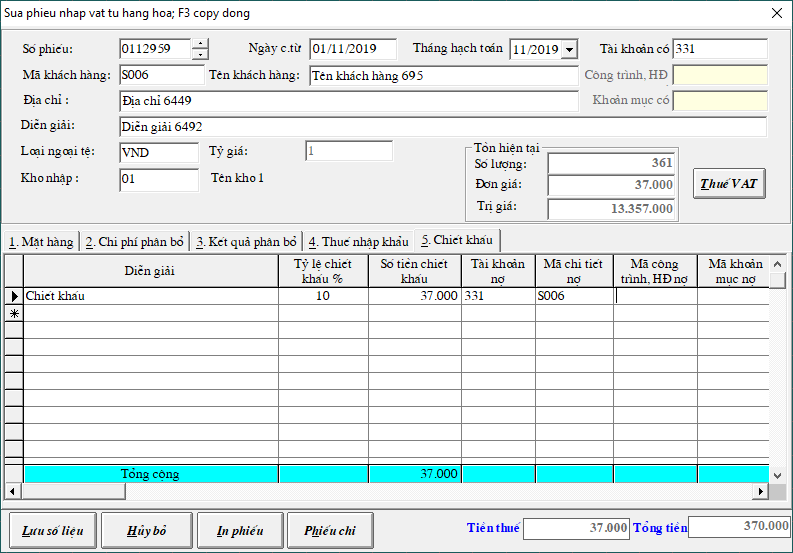 Sua phieu nhap vat tu hang hoa; F3 copy dong
Số phiếu: 0112959 Ngày c.từ 01/11/2019 Tháng hạch toán 11/2019 Tài khoản có 331
Mã khách hàng: S006 Tên khách hàng: Tên khách hàng 695 Công trình, HĐ
Địa chỉ : Địa chỉ 6449 Khoản mục có
Diễn giải: Diễn giải 6492
Loại ngoại tệ: VND Tỷ giá: 1
Kho nhập : 01 Tên kho 1
Tồn hiện tại
Số lượng: 361
Đơn giá: 37.000
Trị giá: 13.357.000
Thuế VAT
1. Mặt hàng 2. Chi phí phân bổ 3. Kết quả phân bổ 4. Thuế nhập khẩu 5. Chiết khấu
Diễn giải Tỷ lệ chiết khấu % Số tiền chiết khấu Tài khoản nợ Mã chi tiết nợ Mã công trình, HĐ nợ Mã khoản mục nợ
Chiết khấu 10 37.000 331 S006
Tổng cộng 37.000
Lưu số liệu Hủy bỏ In phiếu Phiếu chi Tiền thuế 37.000 Tổng tiền 370.000